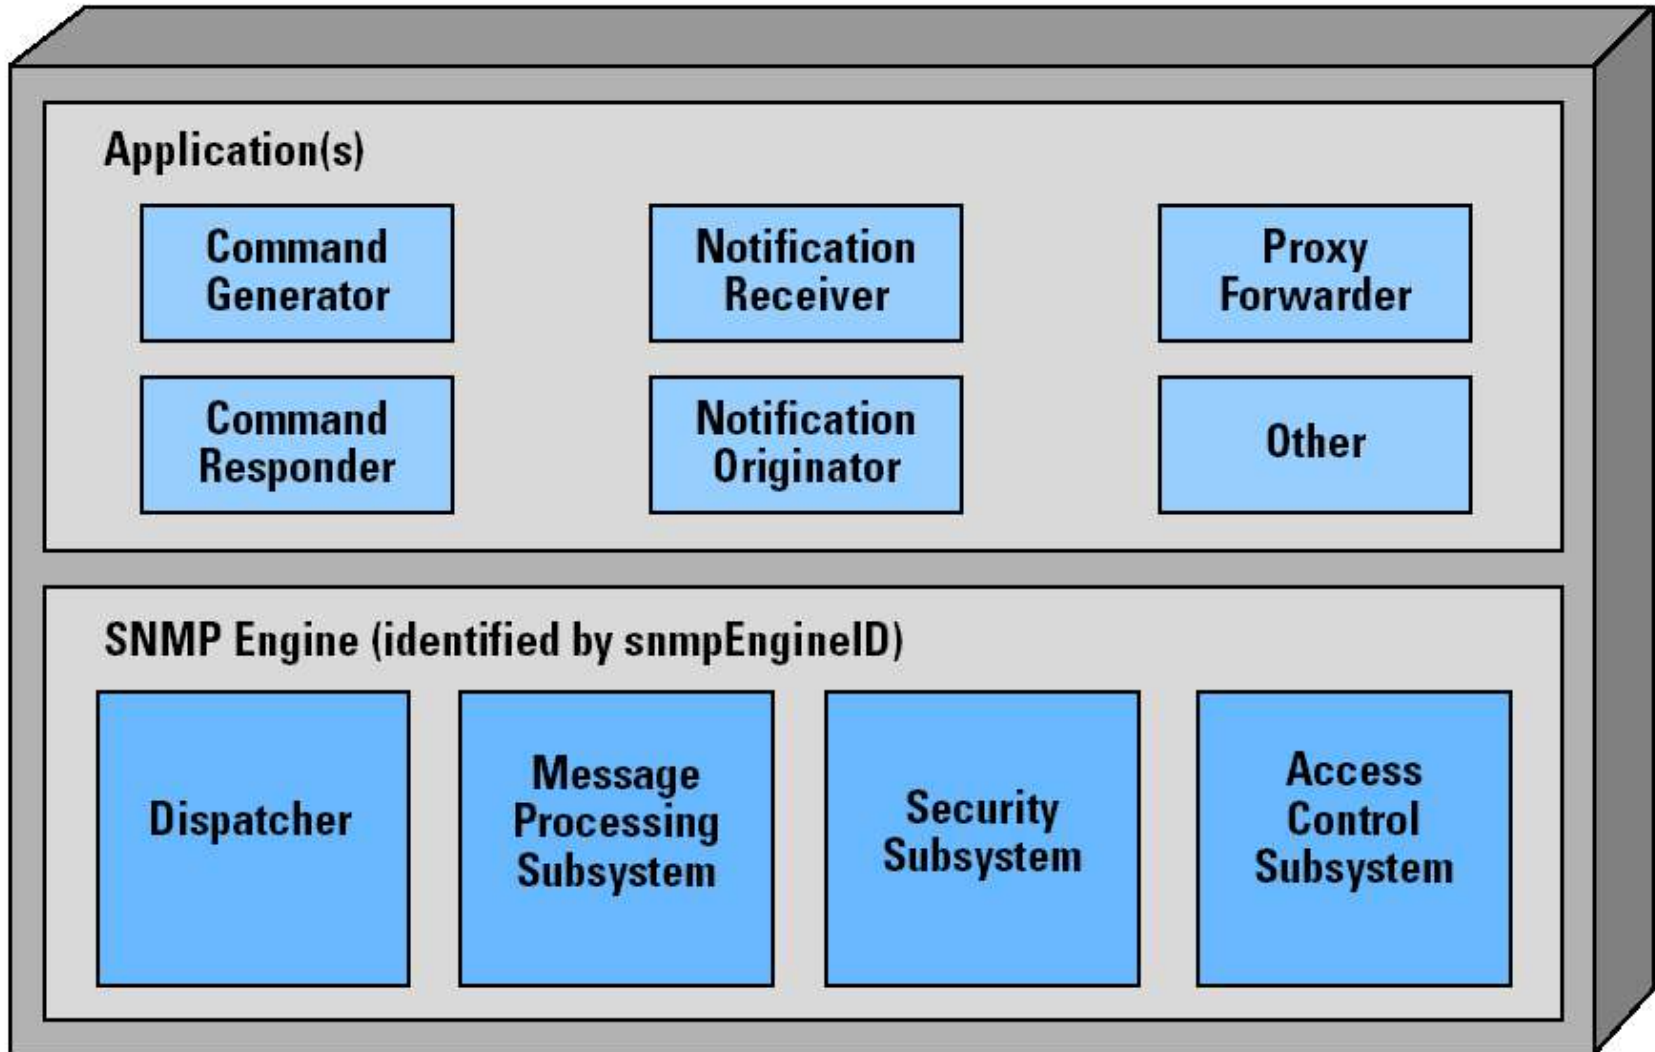 Application(s)
Command
Generator
Notification
Receiver
Proxy
Forwarder
Command
Responder
Notification
Originator
Other
SNMP Engine (identified by snmpEngineID)
Dispatcher
Message
Processing
Subsystem
Security
Subsystem
Access
Control
Subsystem